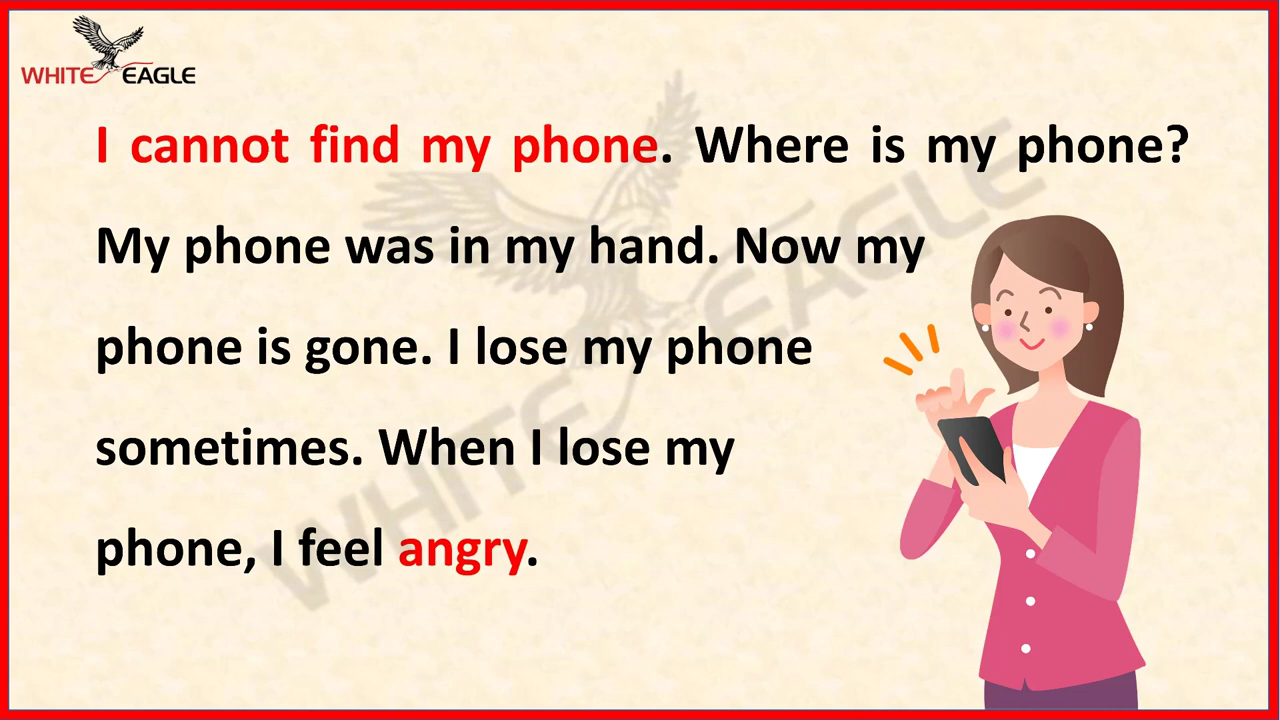 WHITE EAGLE
I cannot find my phone. Where is my phone?
My phone was in my hand. Now my
phone is gone. I lose my phone
sometimes. When I lose my
phone, I feel angry.
WHITE EAGLE